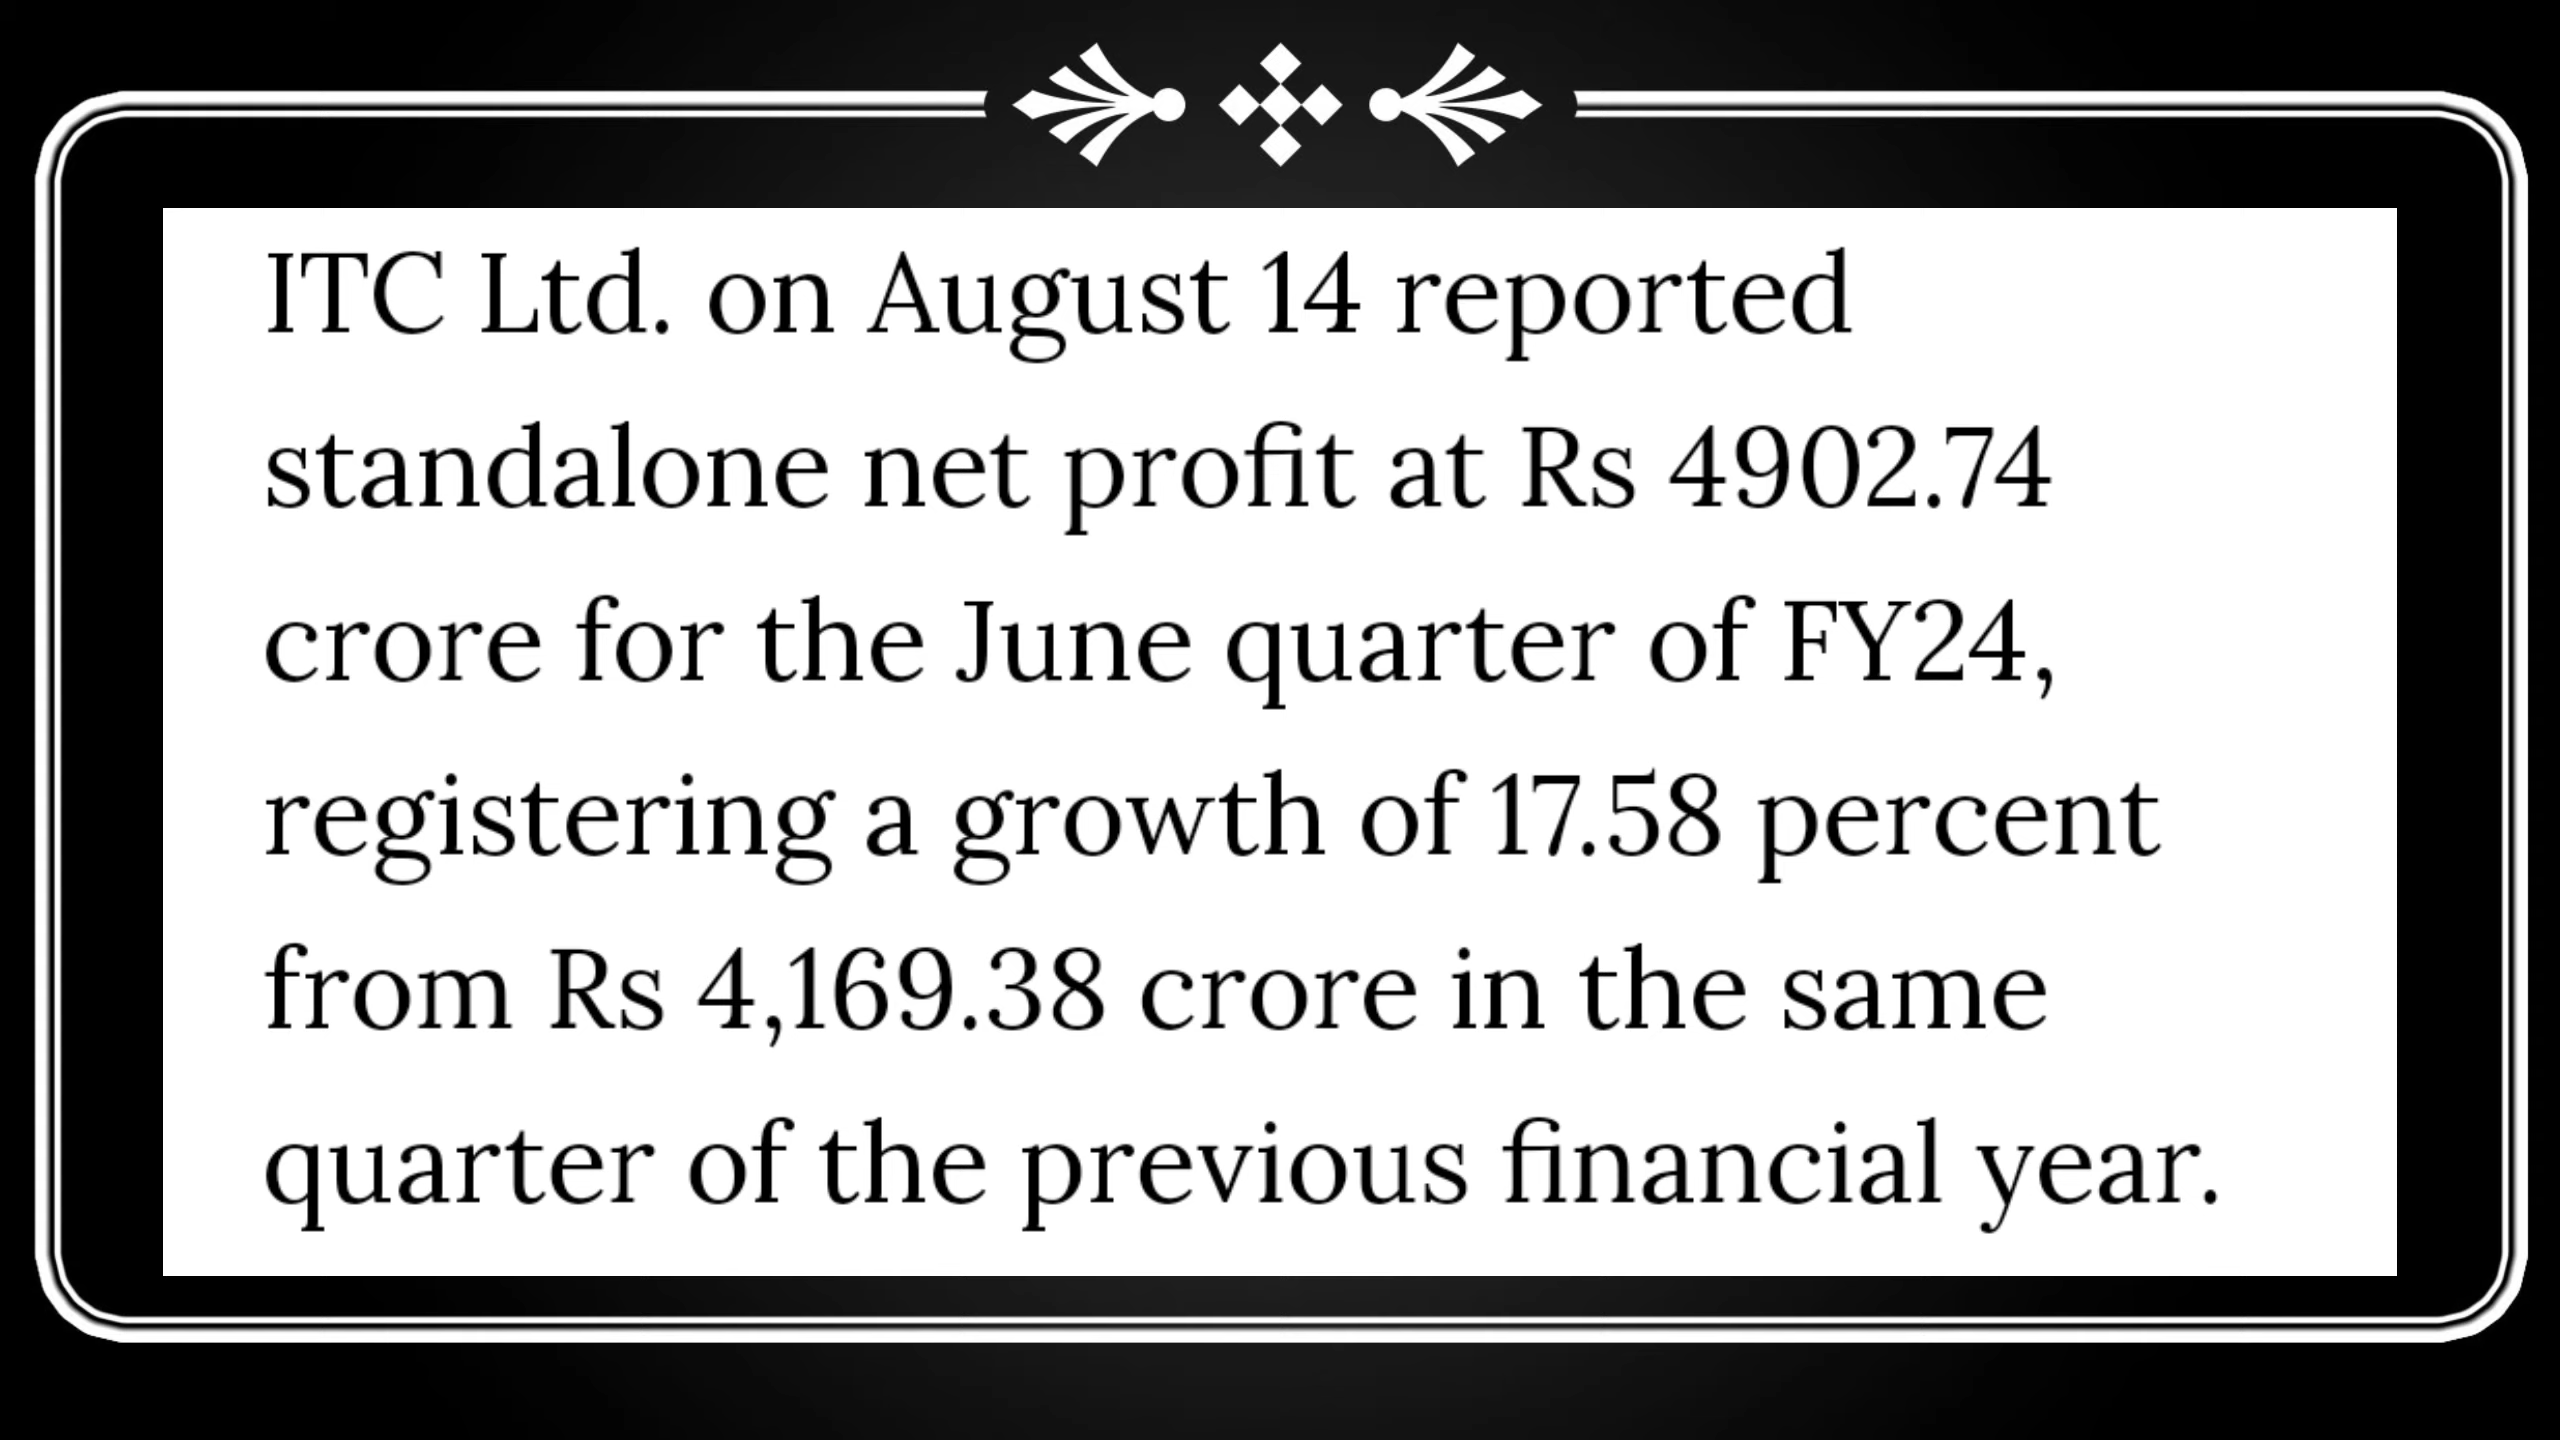 ITC Ltd. on August 14 reported
standalone net profit at Rs 4902.74
crore for the June quarter of FY24,
registering a growth of 17.58 percent
from Rs 4,169.38 crore in the same
quarter of the previous financial year.